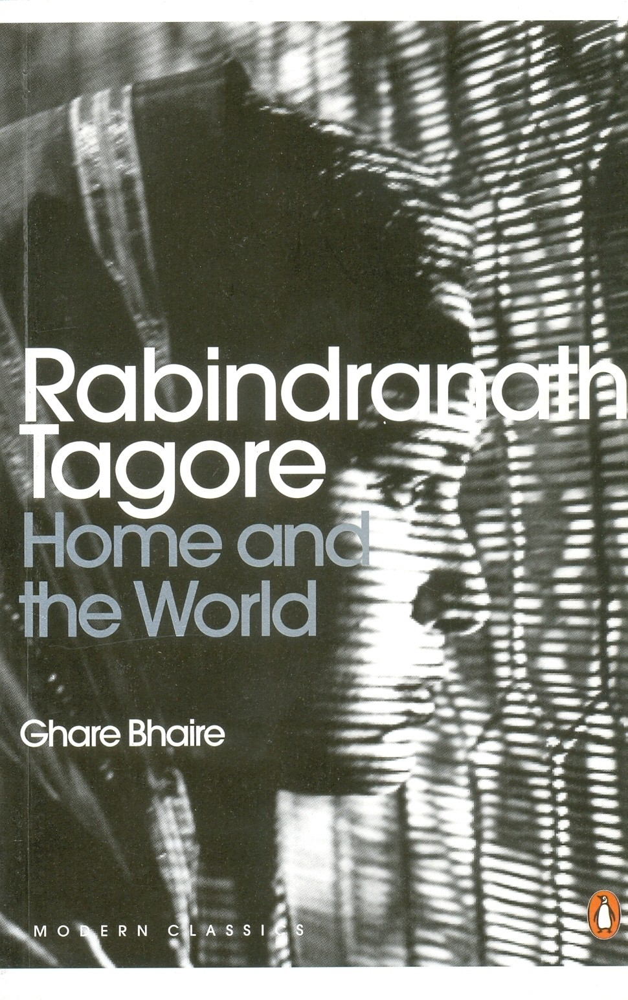 Rabindranath
Tagore
Home and
the World
Ghare Bhaire
MODERN CLASSICS